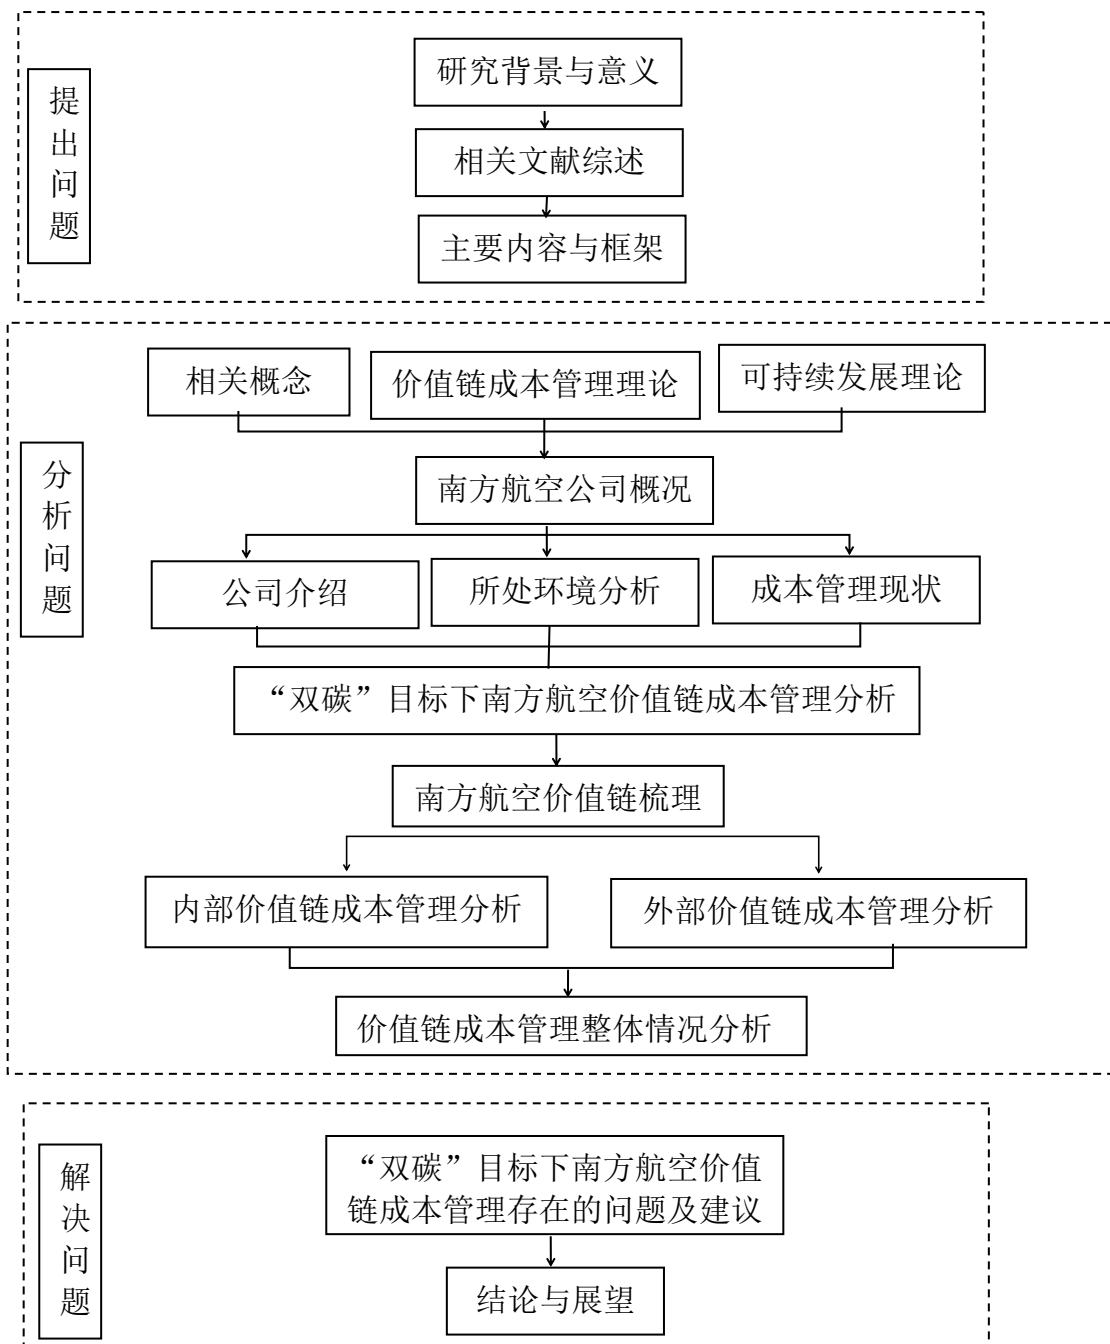 提出问题
研究背景与意义
相关文献综述
主要内容与框架
分析问题
相关概念
价值链成本管理理论
可持续发展理论
南方航空公司概况
公司介绍
所处环境分析
成本管理现状
“双碳”目标下南方航空价值链成本管理分析
南方航空价值链梳理
内部价值链成本管理分析
外部价值链成本管理分析
价值链成本管理整体情况分析
解决问题
“双碳”目标下南方航空价值
链成本管理存在的问题及建议
结论与展望